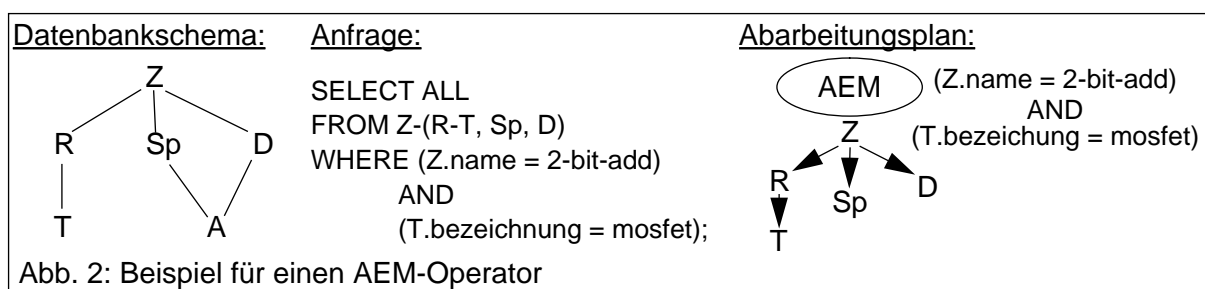 Datenbankschema:
Z
R Sp D
T A
Anfrage:
SELECT ALL
FROM Z-(R-T, Sp, D)
WHERE (Z.name = 2-bit-add)
AND
(T.bezeichnung = mosfet);
Abarbeitungsplan:
AEM (Z.name = 2-bit-add)
AND
(T.bezeichung = mosfet)
Z
R Sp D
T
Abb. 2: Beispiel für einen AEM-Operator